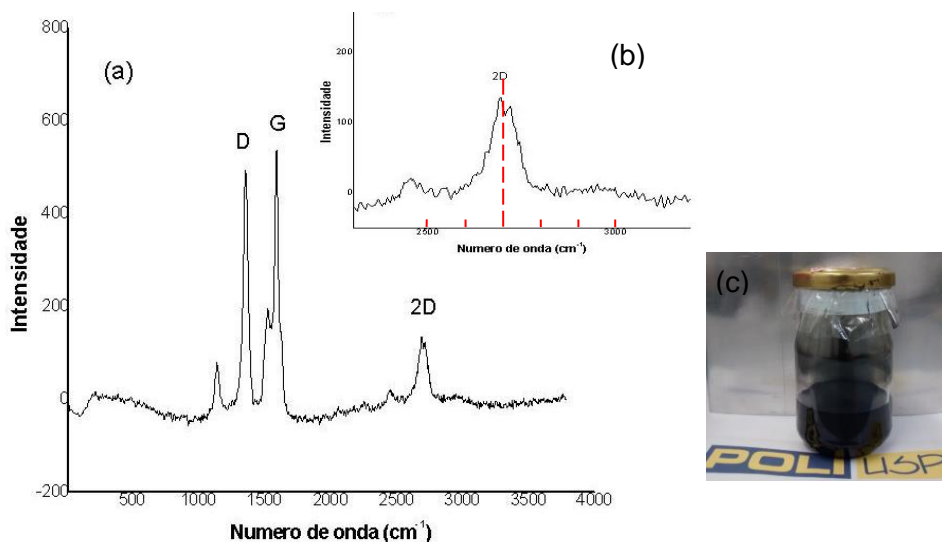 (a)
800
600
400
200
0
-200
500
1000
1500
2000
2500
3000
3500
4000
Intensidade
Numero de onda (cm⁻¹)
D
G
2D
(b)
200
100
0
2500
3000
Intensidade
Numero de onda (cm⁻¹)
2D
(c)
POLI USP